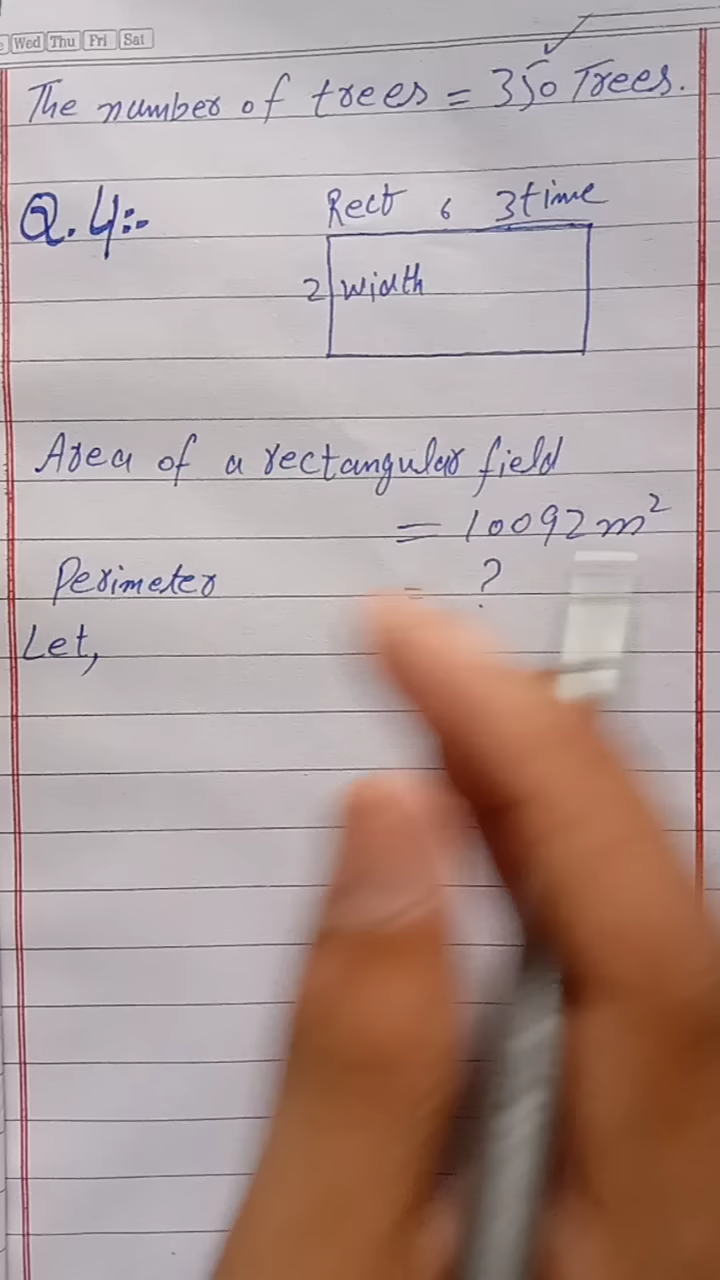 Wed Thu Fri Sat
The number of trees = 350 Trees.
Q.4:-
Rect 6 3time
2 width
Area of a rectangular field
= 10092 m²
Perimeter = ?
Let,